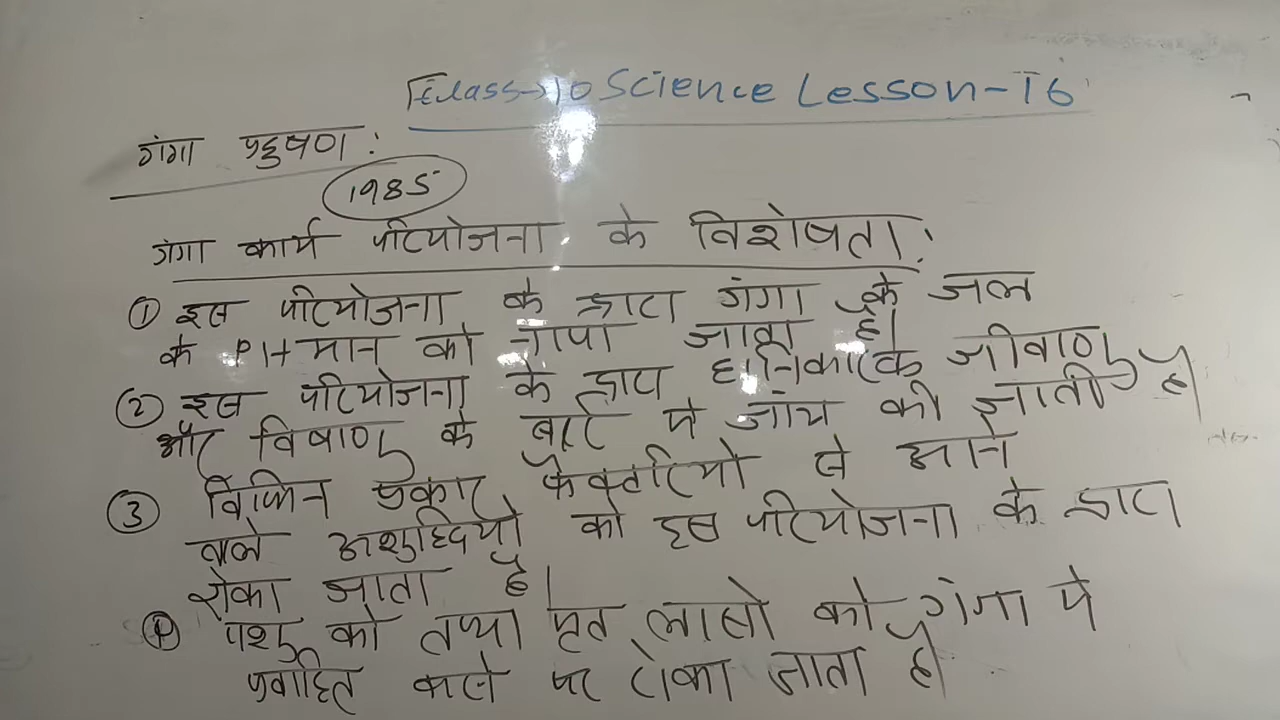 Class→10 Science Lesson-16
गंगा प्रदुषण:
1985
गंगा कार्य परियोजना के विशेषता:
① इस परियोजना के द्वारा गंगा के जल
के PH मान को नापा जाता है।
② इस परियोजना के द्वारा हानिकारक जीवाणु
और विषाणु के बारे मे जांच की जाती है।
③ विभिन्न प्रकार फैक्टरियो से आने
वाले अशुद्धियो को इस परियोजना के द्वारा
रोका जाता है।
④ पशु को तथा मृत लासो को गंगा मे
प्रवाहित करने पर रोका जाता है।